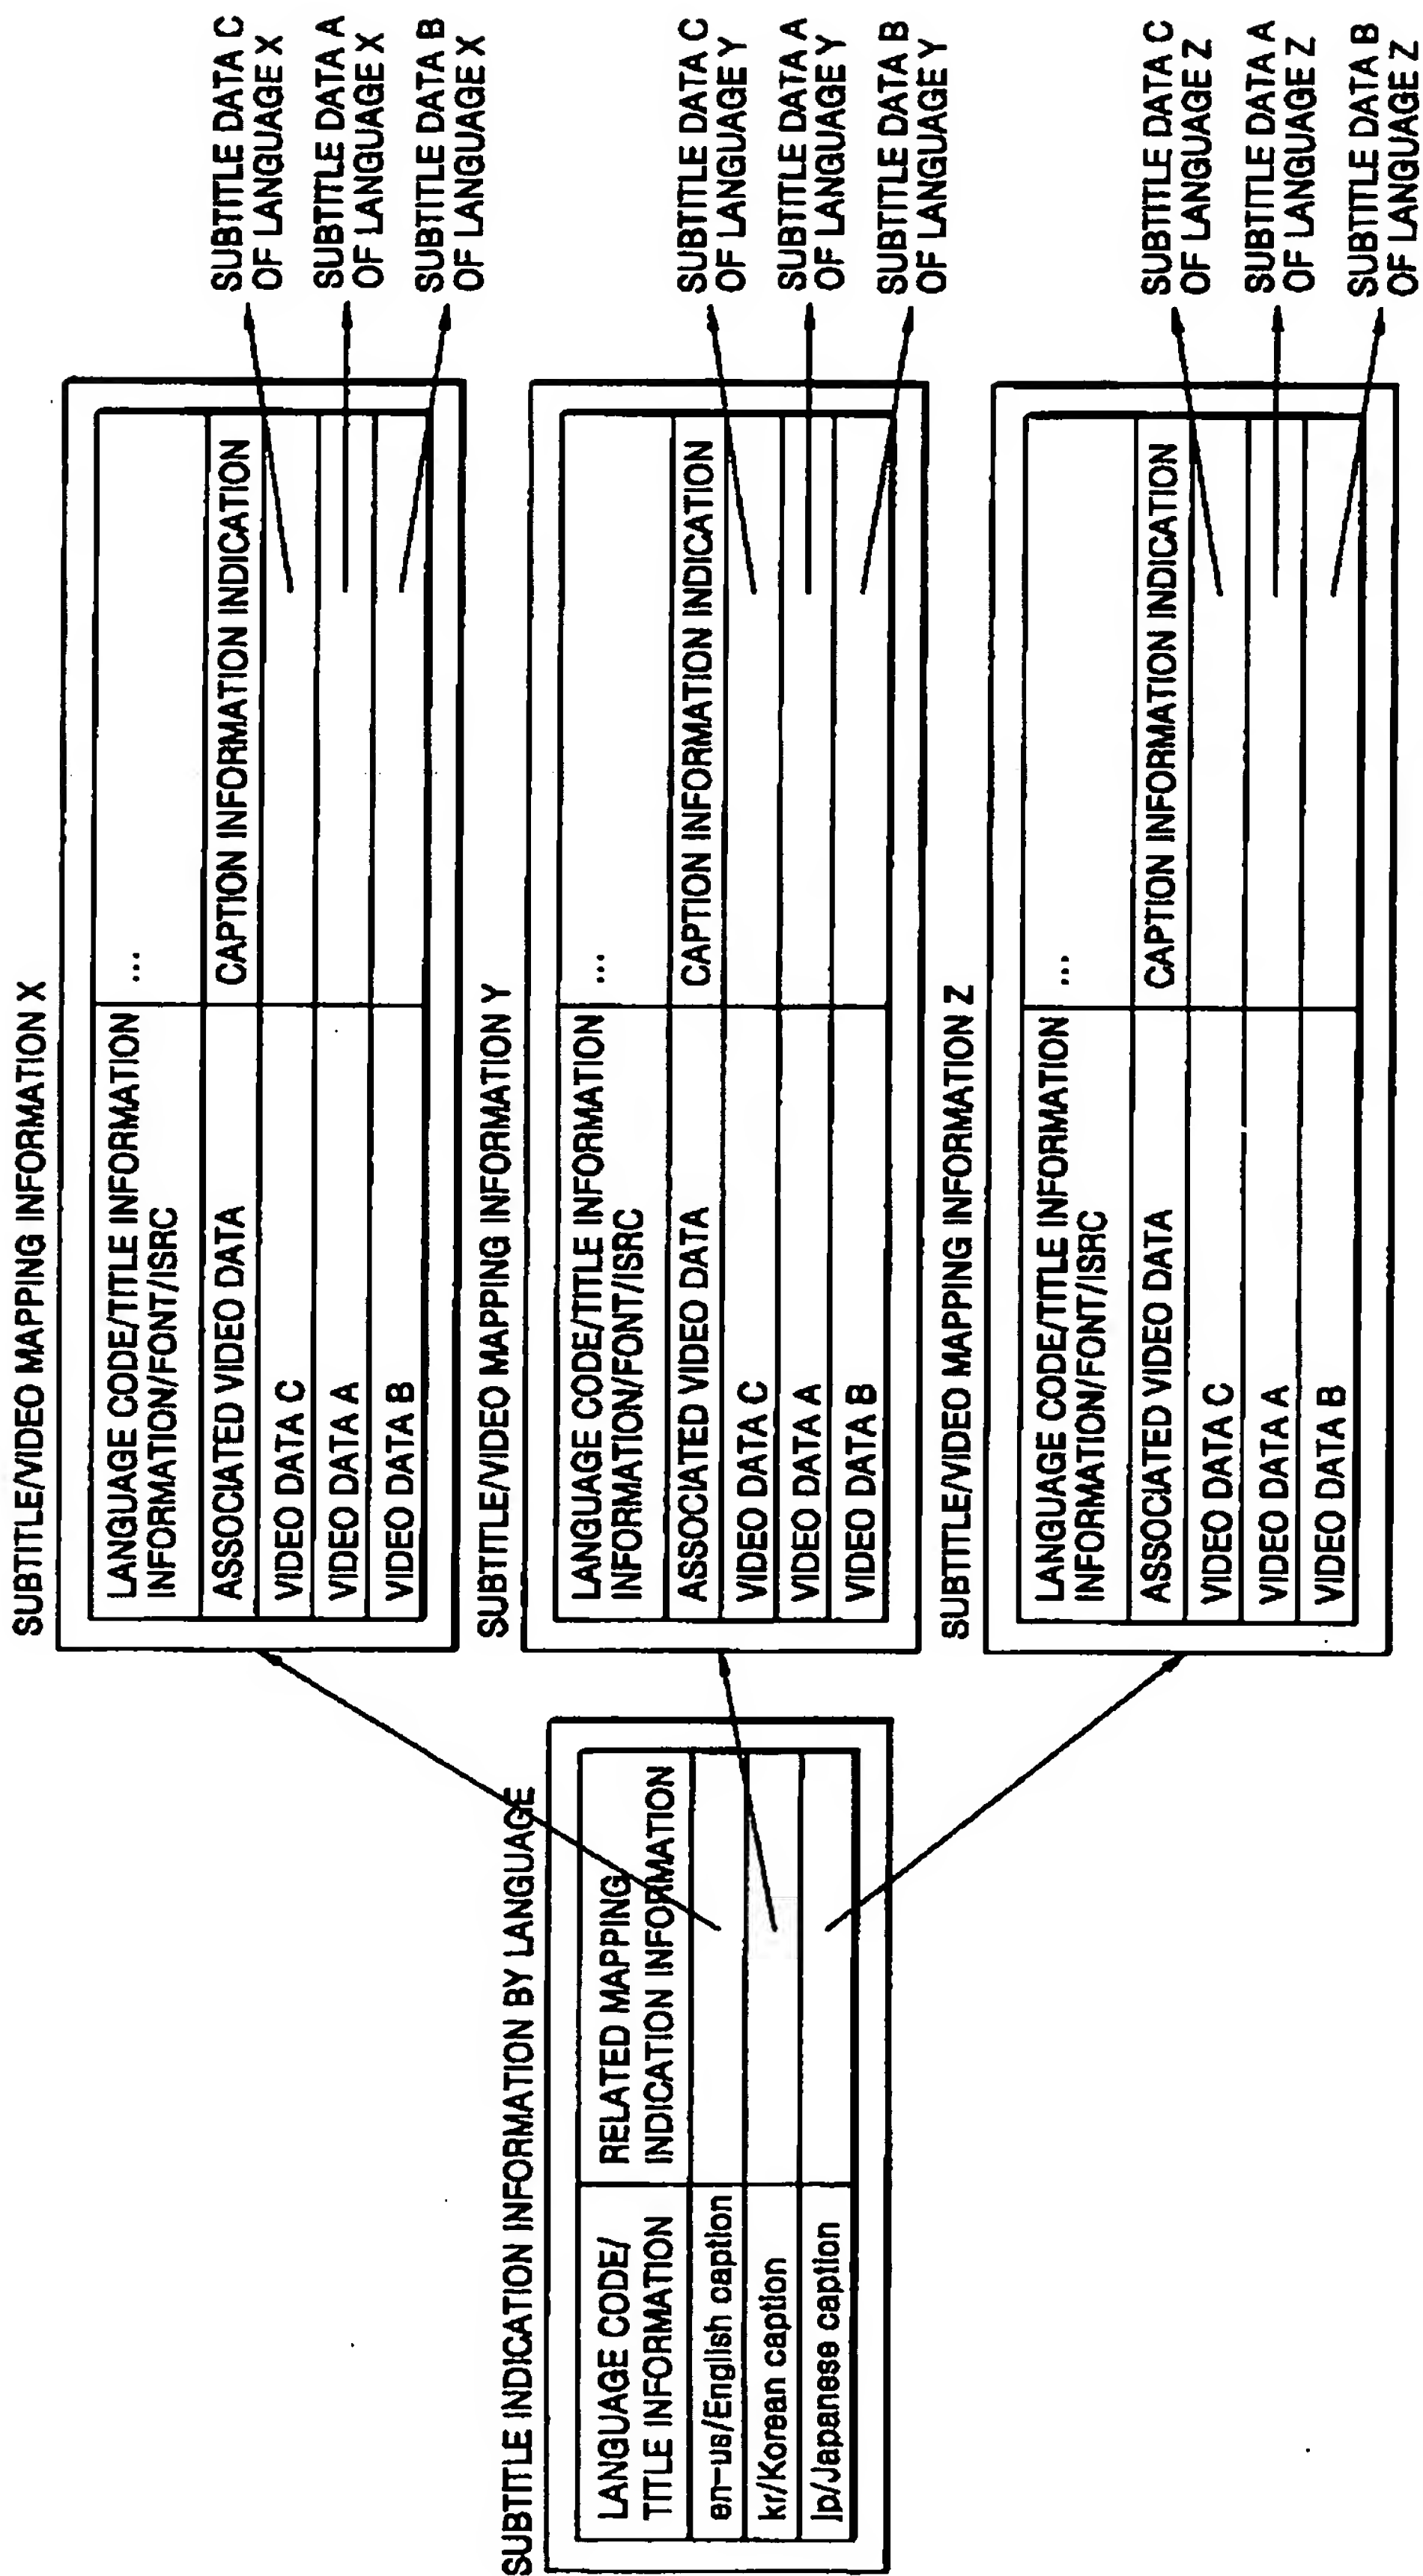 SUBTITLE INDICATION INFORMATION BY LANGUAGE
LANGUAGE CODE/
TITLE INFORMATION
RELATED MAPPING
INDICATION INFORMATION
en-us/English caption
kr/Korean caption
jp/Japanese caption
SUBTITLE/VIDEO MAPPING INFORMATION X
LANGUAGE CODE/TITLE INFORMATION
INFORMATION/FONT/ISRC
...
ASSOCIATED VIDEO DATA
CAPTION INFORMATION INDICATION
VIDEO DATA C
VIDEO DATA A
VIDEO DATA B
SUBTITLE DATA C
OF LANGUAGE X
SUBTITLE DATA A
OF LANGUAGE X
SUBTITLE DATA B
OF LANGUAGE X
SUBTITLE/VIDEO MAPPING INFORMATION Y
LANGUAGE CODE/TITLE INFORMATION
INFORMATION/FONT/ISRC
...
ASSOCIATED VIDEO DATA
CAPTION INFORMATION INDICATION
VIDEO DATA C
VIDEO DATA A
VIDEO DATA B
SUBTITLE DATA C
OF LANGUAGE Y
SUBTITLE DATA A
OF LANGUAGE Y
SUBTITLE DATA B
OF LANGUAGE Y
SUBTITLE/VIDEO MAPPING INFORMATION Z
LANGUAGE CODE/TITLE INFORMATION
INFORMATION/FONT/ISRC
...
ASSOCIATED VIDEO DATA
CAPTION INFORMATION INDICATION
VIDEO DATA C
VIDEO DATA A
VIDEO DATA B
SUBTITLE DATA C
OF LANGUAGE Z
SUBTITLE DATA A
OF LANGUAGE Z
SUBTITLE DATA B
OF LANGUAGE Z